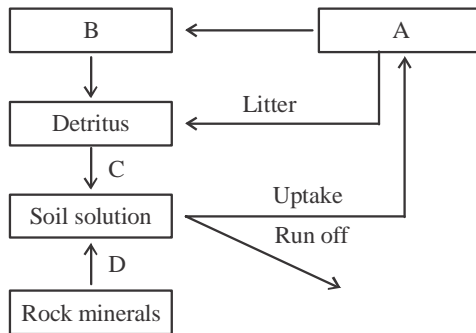 B
A
Litter
Detritus
C
Uptake
Soil solution
Run off
D
Rock minerals